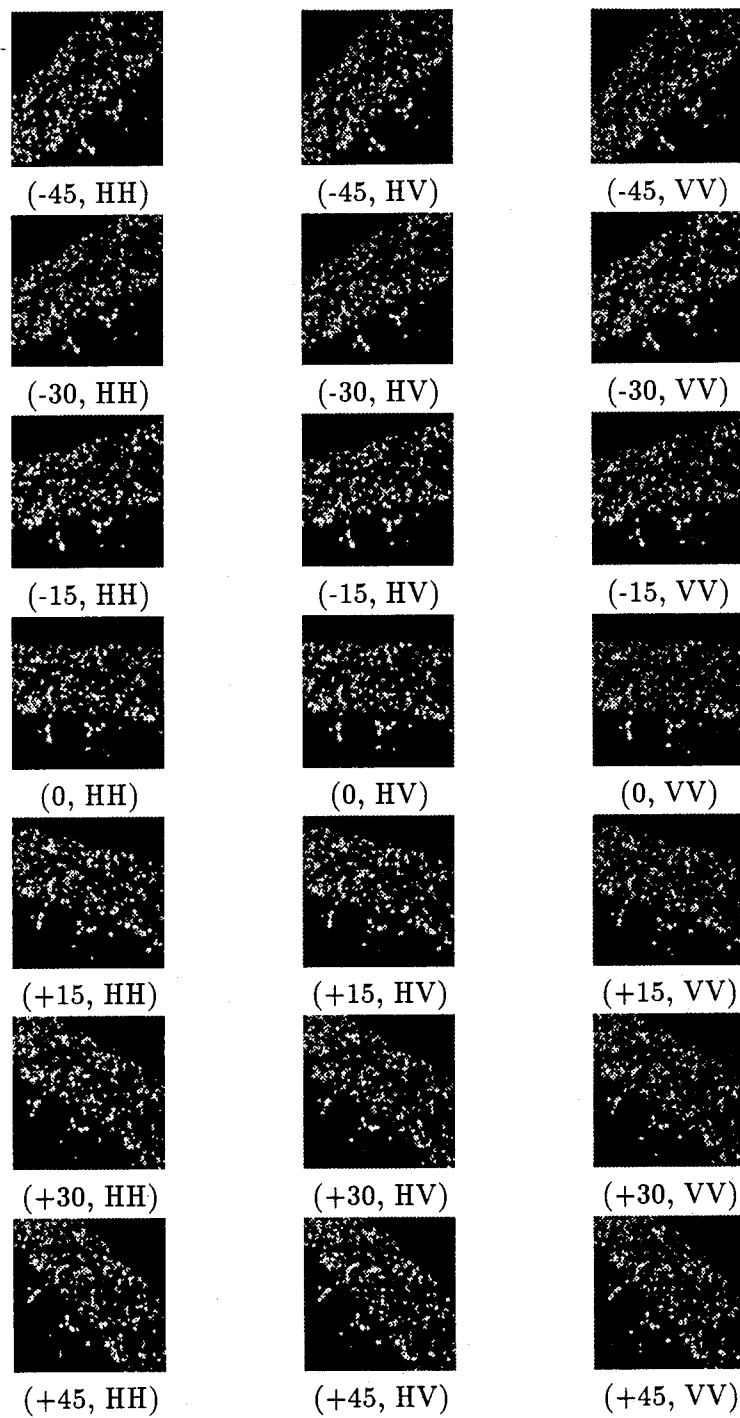 (-45, HH) (-45, HV) (-45, VV)
(-30, HH) (-30, HV) (-30, VV)
(-15, HH) (-15, HV) (-15, VV)
(0, HH) (0, HV) (0, VV)
(+15, HH) (+15, HV) (+15, VV)
(+30, HH) (+30, HV) (+30, VV)
(+45, HH) (+45, HV) (+45, VV)